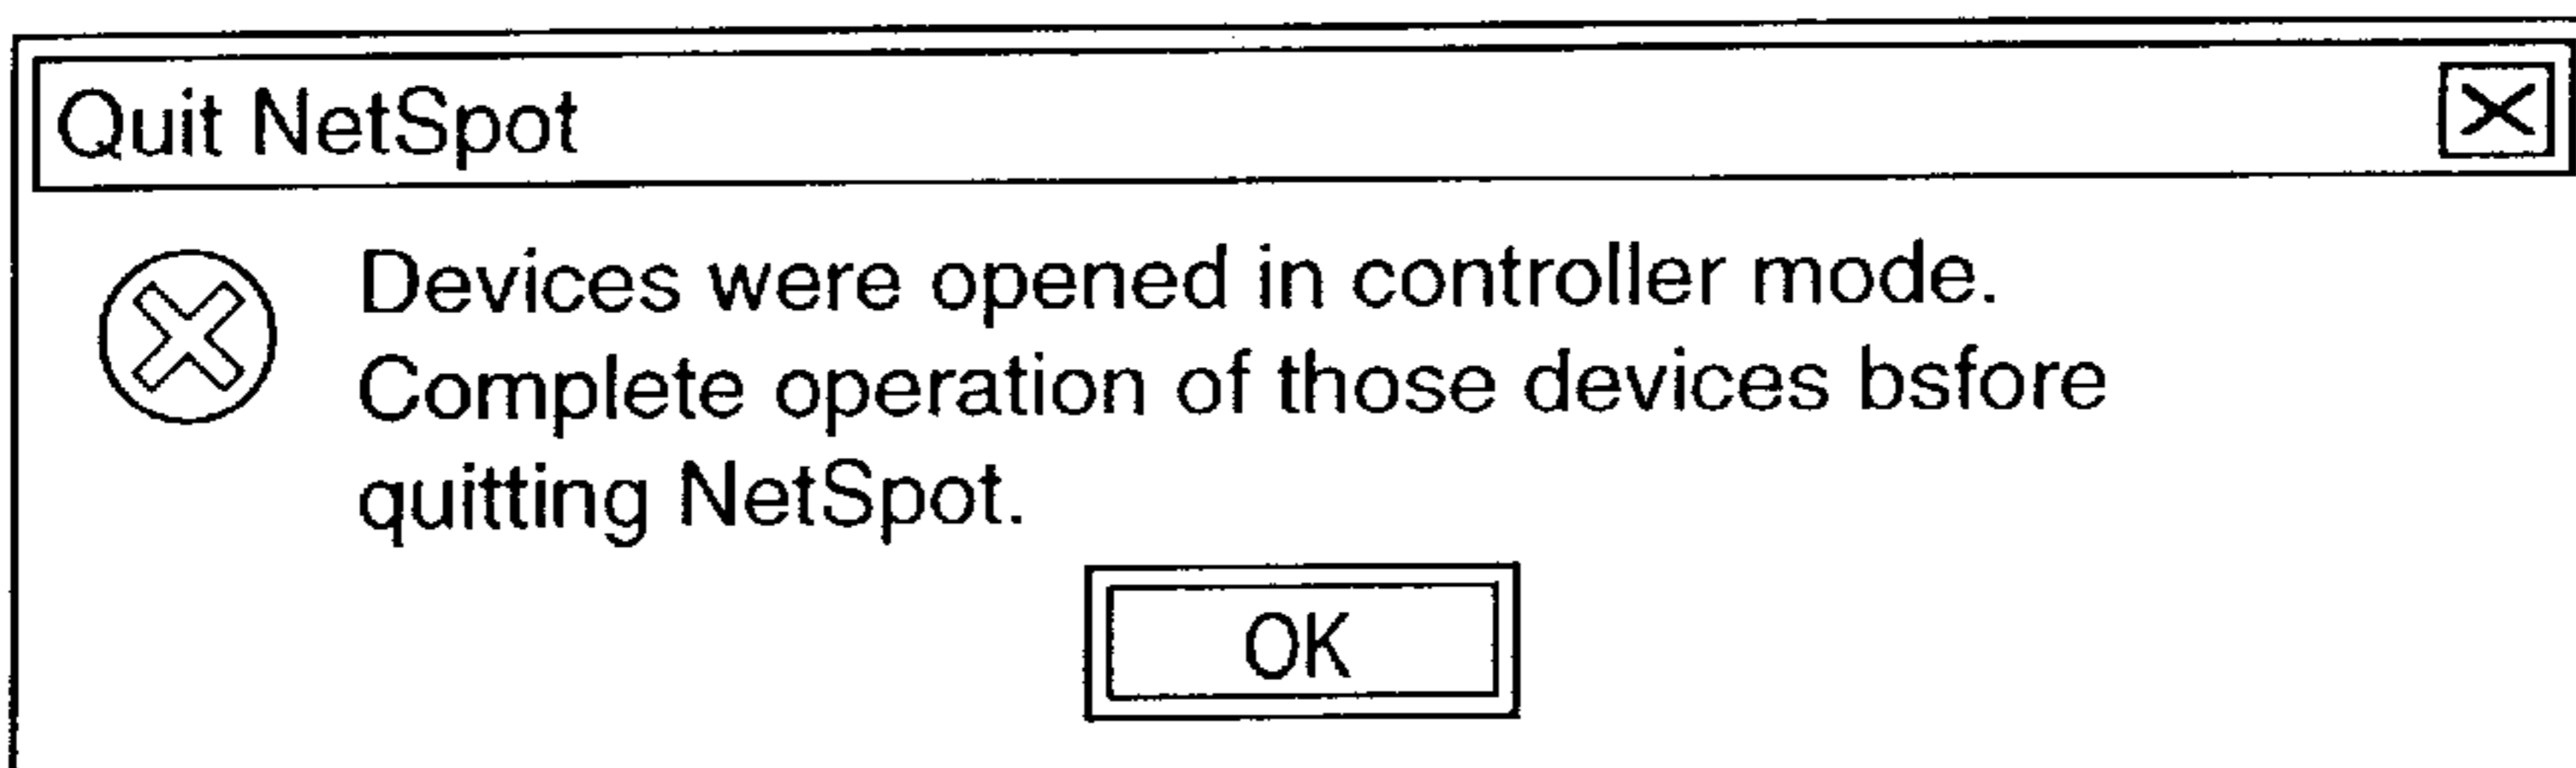 Quit NetSpot
Devices were opened in controller mode.
Complete operation of those devices bsfore
quitting NetSpot.
OK